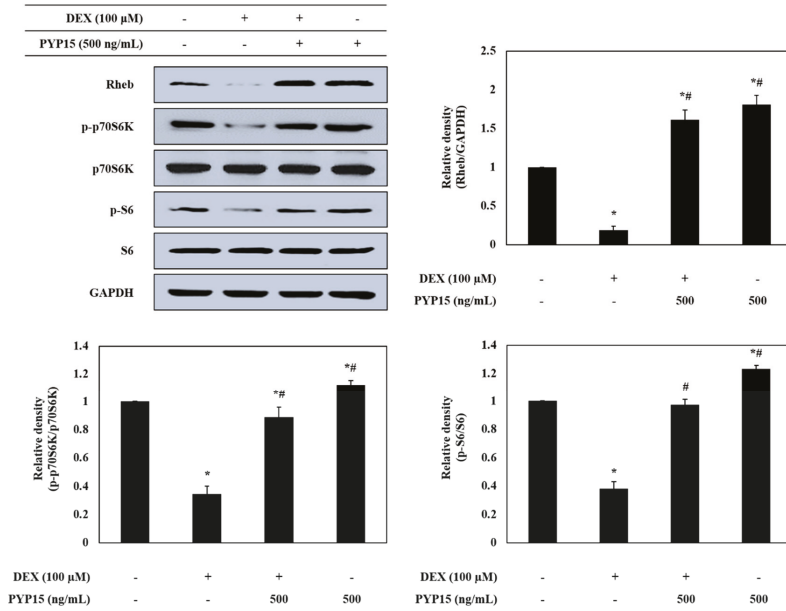 DEX (100 µM) - + + -
PYP15 (500 ng/mL) - - + +
Rheb
p-p70S6K
p70S6K
p-S6
S6
GAPDH
Relative density
(Rheb/GAPDH)
2.5
2
1.5
1
0.5
0
*
*#
*#
DEX (100 µM) - + + -
PYP15 (ng/mL) - - 500 500
Relative density
(p-p70S6K/p70S6K)
1.4
1.2
1
0.8
0.6
0.4
0.2
0
*
*#
*#
DEX (100 µM) - + + -
PYP15 (ng/mL) - - 500 500
Relative density
(p-S6/S6)
1.4
1.2
1
0.8
0.6
0.4
0.2
0
*
#
*#
DEX (100 µM) - + + -
PYP15 (ng/mL) - - 500 500